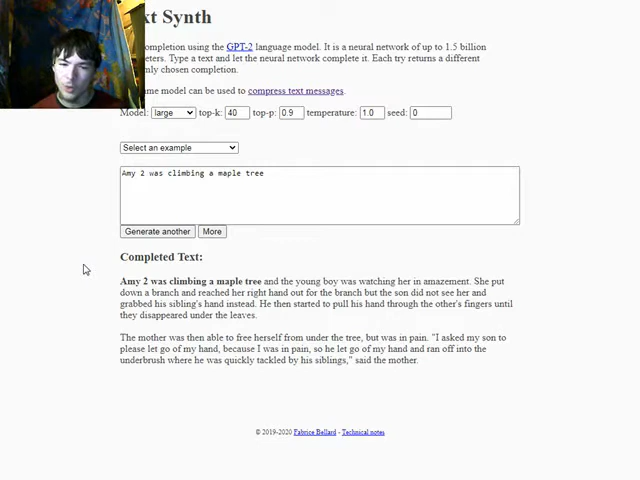 xt Synth
ompletion using the GPT-2 language model. It is a neural network of up to 1.5 billion
eters. Type a text and let the neural network complete it. Each try returns a different
mly chosen completion.
ame model can be used to compress text messages.
Model: large top-k: 40 top-p: 0.9 temperature: 1.0 seed: 0
Select an example
Amy 2 was climbing a maple tree
Generate another More
Completed Text:
Amy 2 was climbing a maple tree and the young boy was watching her in amazement. She put
down a branch and reached her right hand out for the branch but the son did not see her and
grabbed his sibling's hand instead. He then started to pull his hand through the other's fingers until
they disappeared under the leaves.
The mother was then able to free herself from under the tree, but was in pain. "I asked my son to
please let go of my hand, because I was in pain, so he let go of my hand and ran off into the
underbrush where he was quickly tackled by his siblings," said the mother.
© 2019-2020 Fabrice Bellard - Technical notes